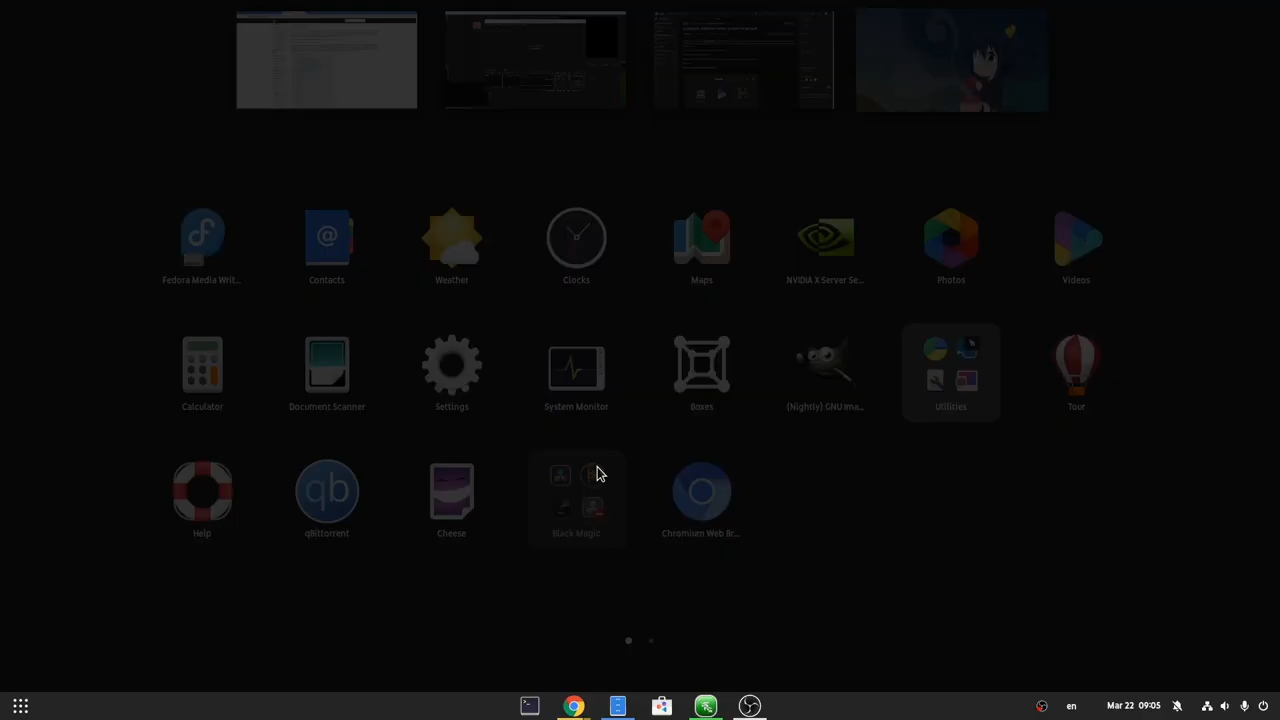 Fedora Media Writ...
Contacts
Weather
Clocks
Maps
NVIDIA X Server Se...
Photos
Videos
Calculator
Document Scanner
Settings
System Monitor
Boxes
(Nightly) GNU Ima...
Utilities
Tour
Help
qBittorrent
Cheese
Black Magic
Chromium Web Br...
en
Mar 22 09:05